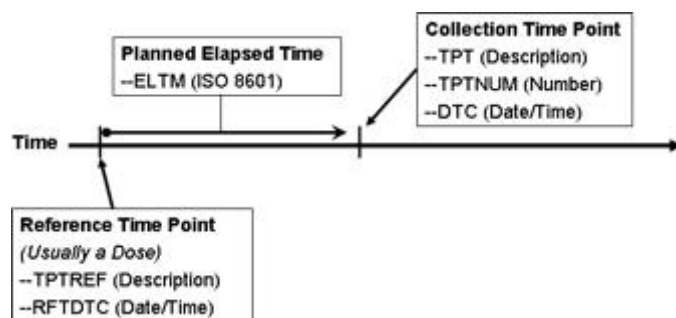 Planned Elapsed Time
--ELTM (ISO 8601)
Collection Time Point
--TPT (Description)
--TPTNUM (Number)
--DTC (Date/Time)
Time
Reference Time Point
(Usually a Dose)
--TPTREF (Description)
--RFTDTC (Date/Time)